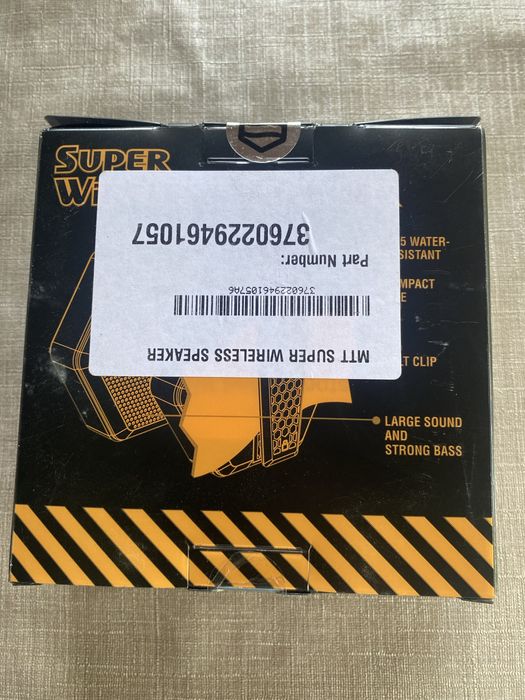 SUPER
Wi
5 WATER-
SISTANT
MPACT
E
LT CLIP
LARGE SOUND
AND
STRONG BASS
MTT SUPER WIRELESS SPEAKER
3760229461057A6
Part Number:
3760229461057